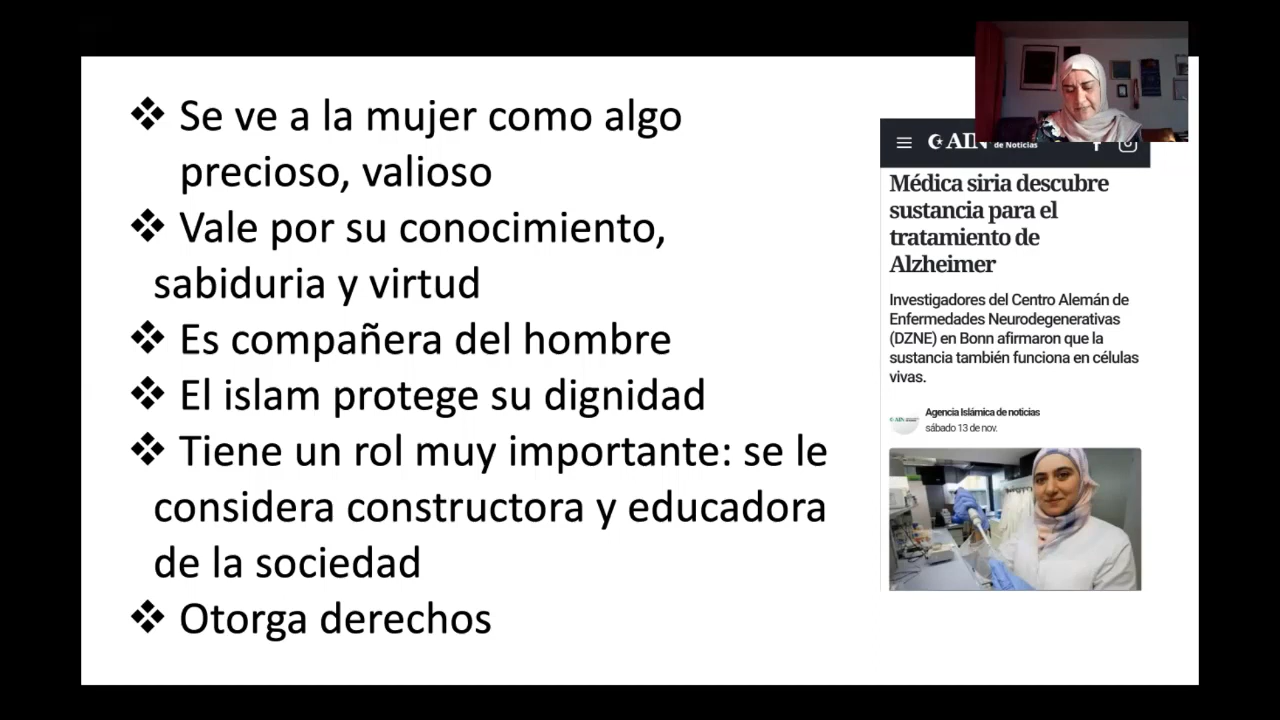 ❖ Se ve a la mujer como algo
precioso, valioso
❖ Vale por su conocimiento,
sabiduria y virtud
❖ Es compañera del hombre
❖ El islam protege su dignidad
❖ Tiene un rol muy importante: se le
considera constructora y educadora
de la sociedad
❖ Otorga derechos
AIN de Noticias
Médica siria descubre
sustancia para el
tratamiento de
Alzheimer
Investigadores del Centro Alemán de
Enfermedades Neurodegenerativas
(DZNE) en Bonn afirmaron que la
sustancia también funciona en células
vivas.
Agencia Islámica de noticias
sábado 13 de nov.